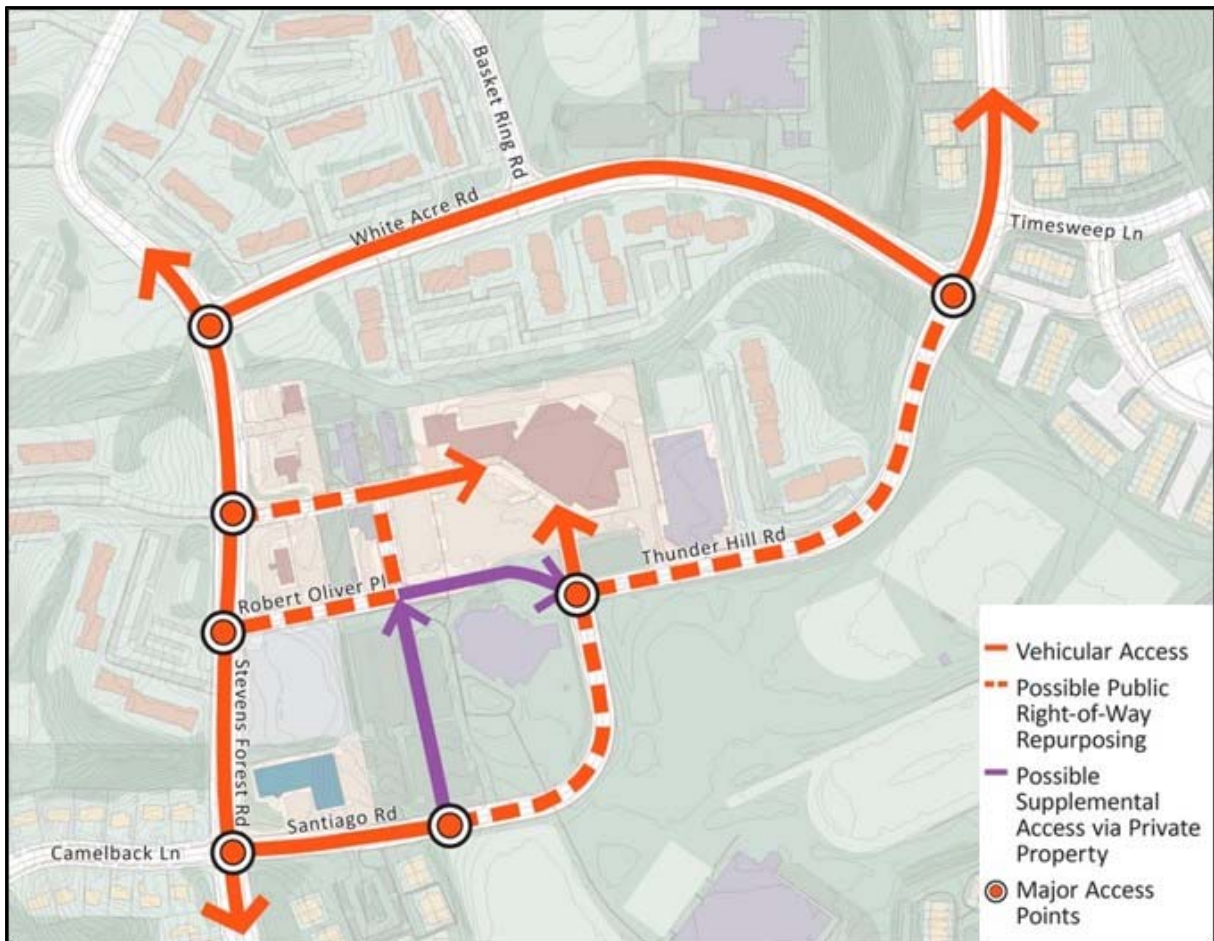 Basket Ring Rd
White Acre Rd
Timesweep Ln
Thunder Hill Rd
Robert Oliver Pl
Stevens Forest Rd
Santiago Rd
Camelback Ln
Vehicular Access
Possible Public
Right-of-Way
Repurposing
Possible
Supplemental
Access via Private
Property
Major Access
Points